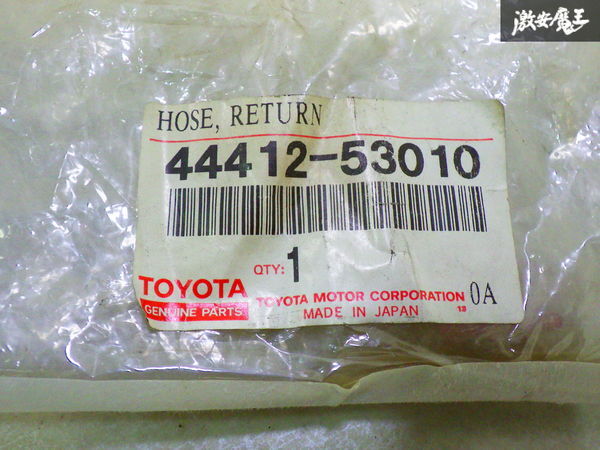 激安魔王
HOSE, RETURN
44412-53010
QTY: 1
TOYOTA
GENUINE PARTS
TOYOTA MOTOR CORPORATION 0A
MADE IN JAPAN 13